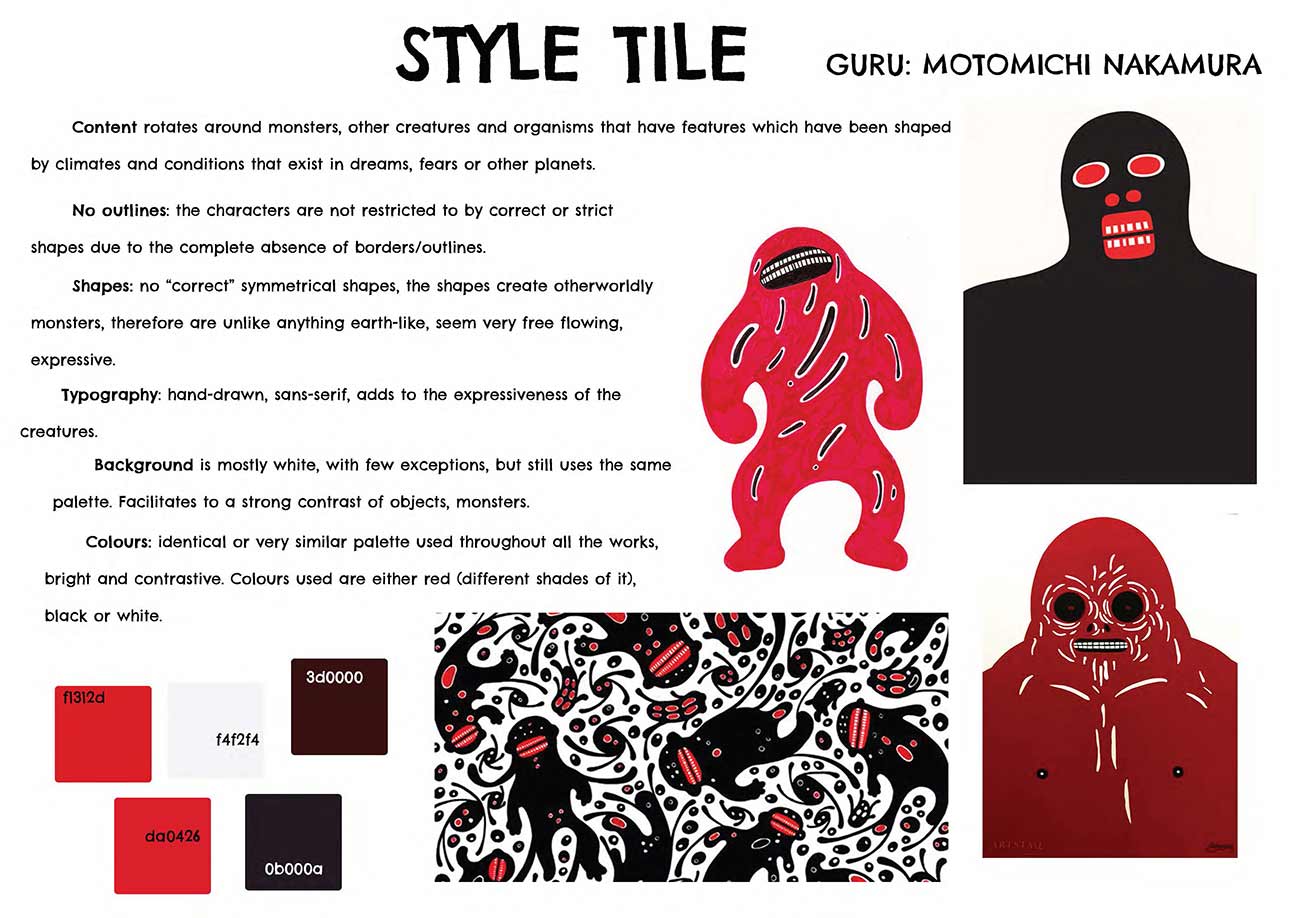 STYLE TILE
GURU: MOTOMICHI NAKAMURA
Content rotates around monsters, other creatures and organisms that have features which have been shaped
by climates and conditions that exist in dreams, fears or other planets.
No outlines: the characters are not restricted to by correct or strict
shapes due to the complete absence of borders/outlines.
Shapes: no “correct” symmetrical shapes, the shapes create otherworldly
monsters, therefore are unlike anything earth-like, seem very free flowing,
expressive.
Typography: hand-drawn, sans-serif, adds to the expressiveness of the
creatures.
Background is mostly white, with few exceptions, but still uses the same
palette. Facilitates to a strong contrast of objects, monsters.
Colours: identical or very similar palette used throughout all the works,
bright and contrastive. Colours used are either red (different shades of it),
black or white.
f1312d
f4f2f4
3d0000
da0426
0b000a
ARTSTAQ